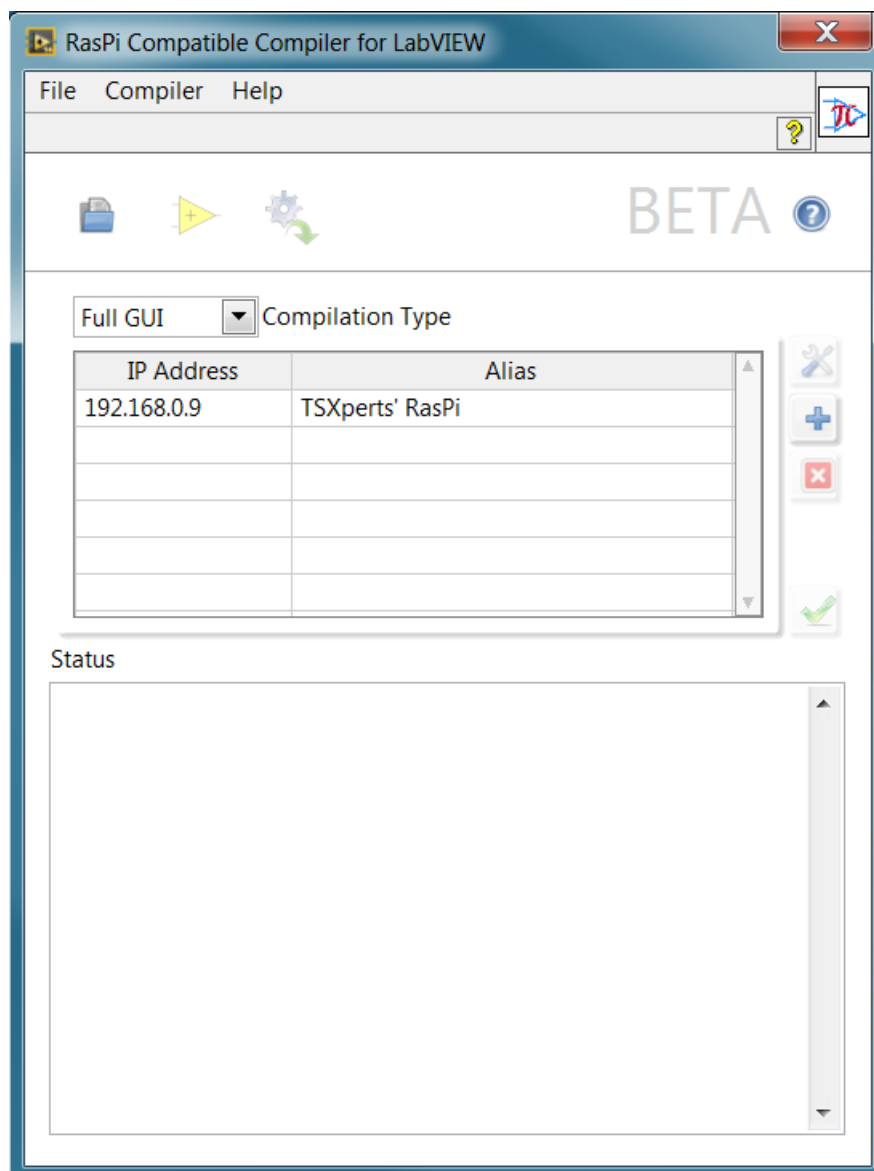 RasPi Compatible Compiler for LabVIEW
File Compiler Help
BETA
Full GUI Compilation Type
IP Address Alias
192.168.0.9 TSXperts' RasPi
Status